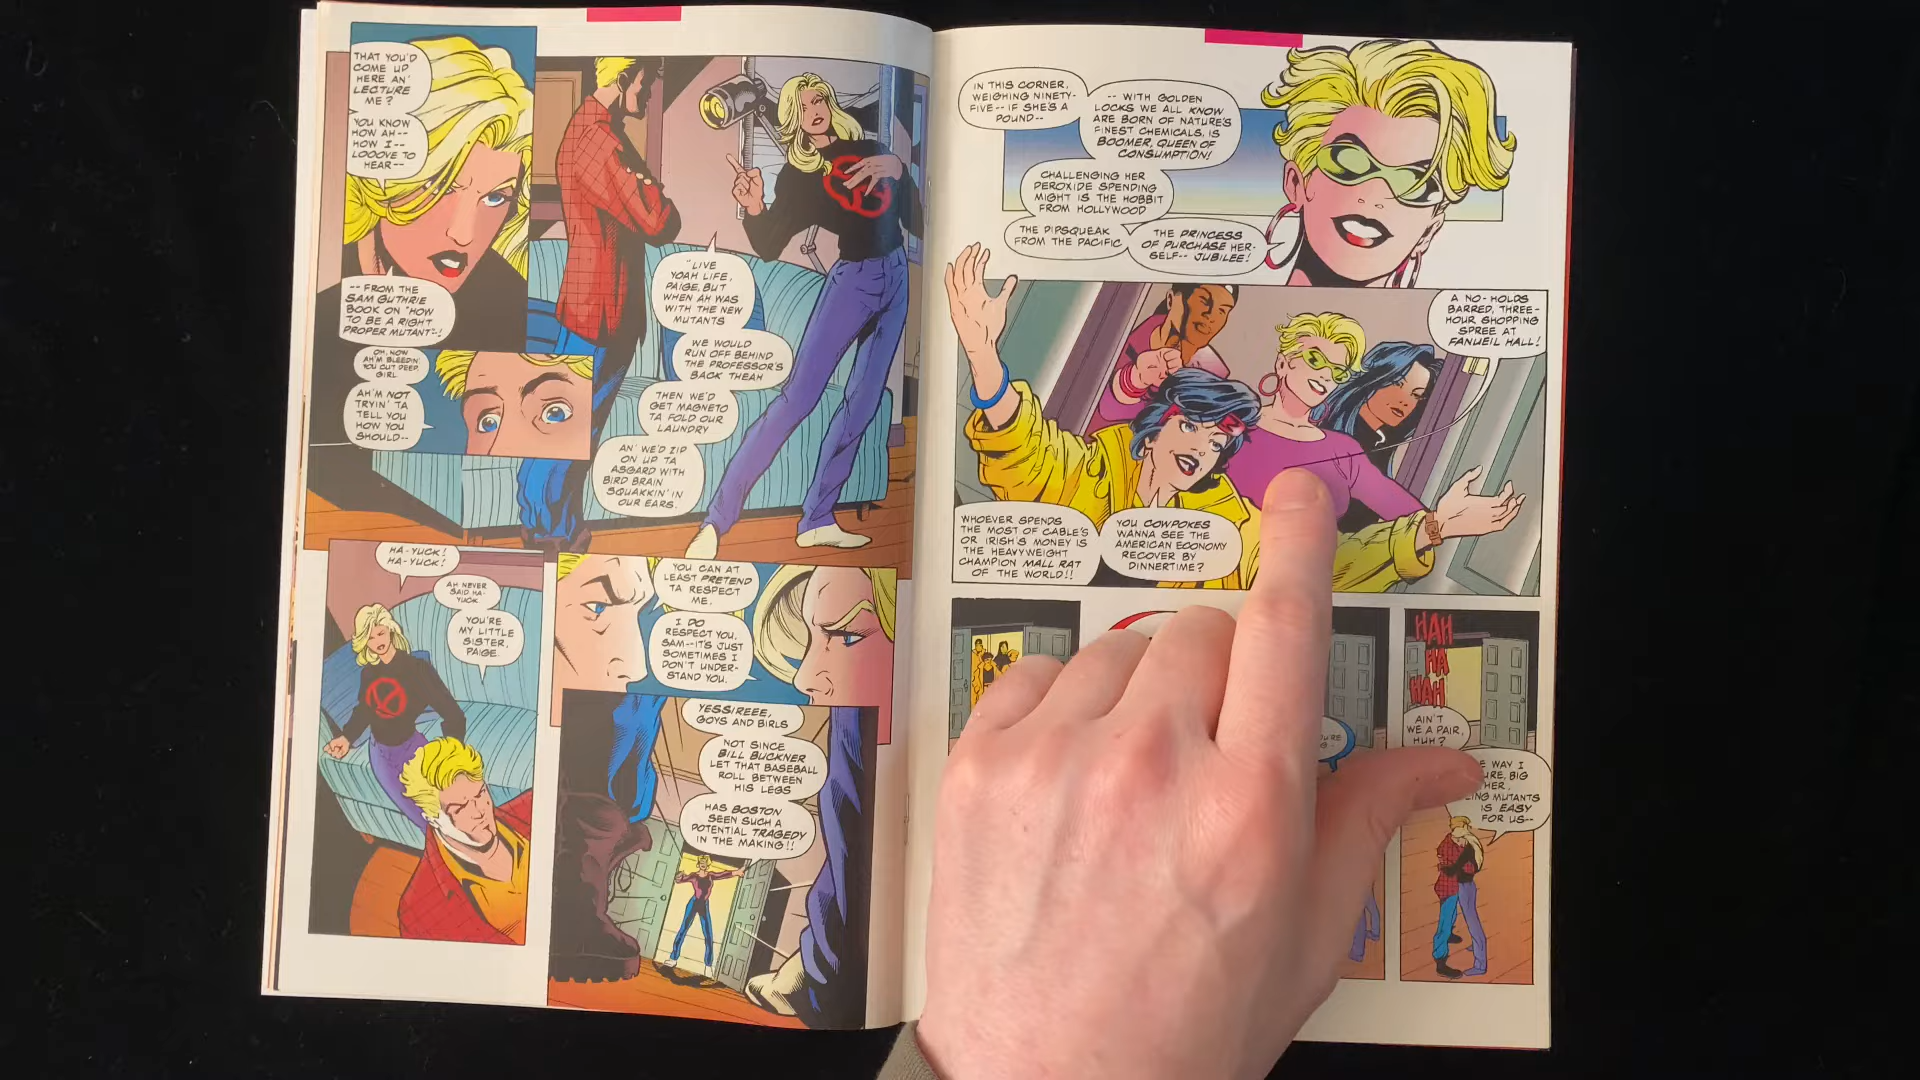 THAT YOU'D
COME UP
HERE AN'
LECTURE
ME?
YOU KNOW
HOW AH--
HOW I--
LOOOVE TO
HEAR--
-- FROM THE
SAM GUTHRIE
BOOK ON "HOW
TO BE A RIGHT
PROPER MUTANT"-!
OH, NOW
AH'M BLEEDIN'.
YOU CUT DEEP,
GIRL
AH'M NOT
TRYIN' TA
TELL YOU
HOW YOU
SHOULD--
"LIVE
YOAH LIFE,
PAIGE, BUT
WHEN AH WAS
WITH THE NEW
MUTANTS
WE WOULD
RUN OFF BEHIND
THE PROFESSOR'S
BACK THEAH
THEN WE'D
GET MAGNETO
TA FOLD OUR
LAUNDRY
AN' WE'D ZIP
ON UP TA
ASGARD WITH
BIRD BRAIN
SQUAKKIN' IN
OUR EARS.
HA-YUCK!
HA-YUCK!
AH NEVER
SAID HA-
YUCK
YOU'RE
MY LITTLE
SISTER,
PAIGE
YOU CAN AT
LEAST PRETEND
TA RESPECT
ME.
I DO
RESPECT YOU,
SAM--IT'S JUST
SOMETIMES I
DON'T UNDER-
STAND YOU.
YESSIREEE,
GOYS AND BIRLS
NOT SINCE
BILL BUCKNER
LET THAT BASEBALL
ROLL BETWEEN
HIS LEGS
HAS BOSTON
SEEN SUCH A
POTENTIAL TRAGEDY
IN THE MAKING!!
IN THIS CORNER,
WEIGHING NINETY-
FIVE--IF SHE'S A
POUND--
-- WITH GOLDEN
LOCKS WE ALL KNOW
ARE BORN OF NATURE'S
FINEST CHEMICALS, IS
BOOMER, QUEEN OF
CONSUMPTION!
CHALLENGING HER
PEROXIDE SPENDING
MIGHT IS THE HOBBIT
FROM HOLLYWOOD
THE PIPSQUEAK
FROM THE PACIFIC
THE PRINCESS
OF PURCHASE HER-
SELF-- JUBILEE!
A NO-HOLDS
BARRED, THREE-
HOUR SHOPPING
SPREE AT
FANUEIL HALL!
WHOEVER SPENDS
THE MOST OF CABLE'S
OR IRISH'S MONEY IS
THE HEAVYWEIGHT
CHAMPION MALL RAT
OF THE WORLD!!
YOU COWPOKES
WANNA SEE THE
AMERICAN ECONOMY
RECOVER BY
DINNERTIME?
HAH
HA
HAH
AIN'T
WE A PAIR,
HUH?
WAY I
BIG
MUTANTS
IS EASY
FOR US--